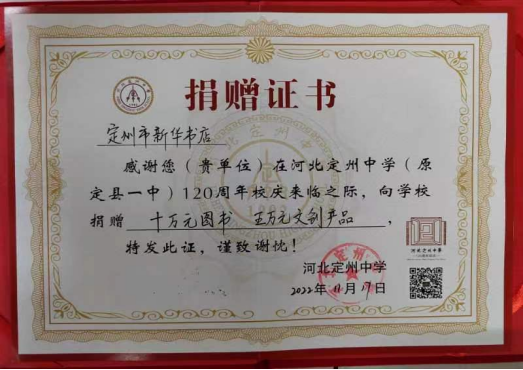 捐赠证书
定州市新华书店
感谢您（贵单位）在河北定州中学（原
定县一中）120周年校庆来临之际，向学校
捐赠 十万元图书 五万元文创产品 ，
特发此证，谨致谢忱！
河北定州中学
2022年11月17日